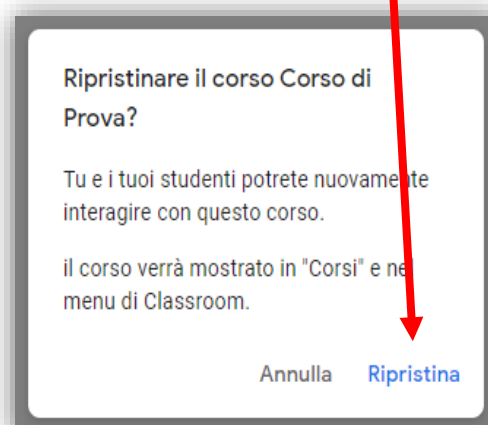 Ripristinare il corso Corso di
Prova?
Tu e i tuoi studenti potrete nuovamente
interagire con questo corso.
il corso verrà mostrato in "Corsi" e nel
menu di Classroom.
Annulla Ripristina